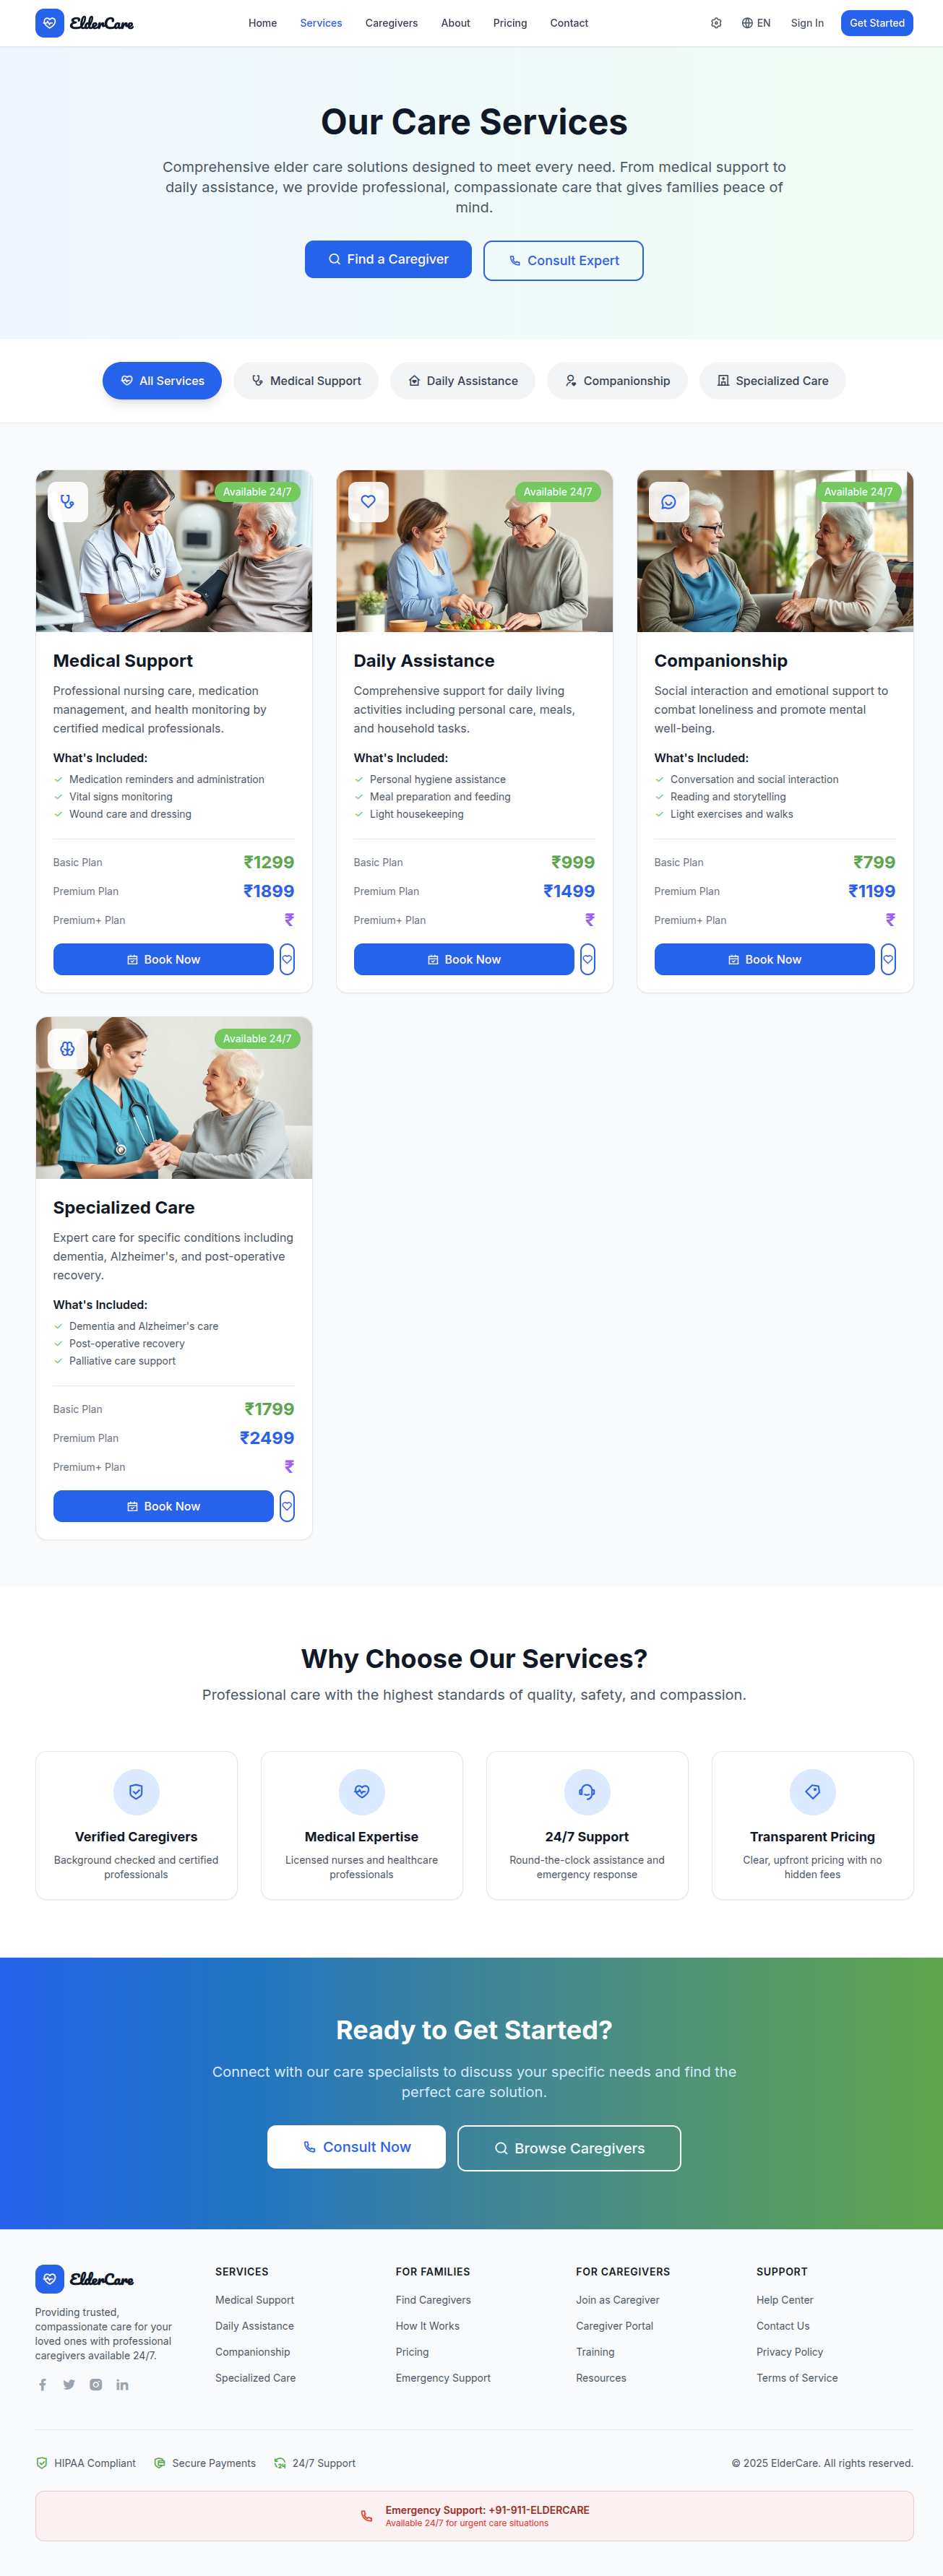 ElderCare
Home
Services
Caregivers
About
Pricing
Contact
EN
Sign In
Get Started
Our Care Services
Comprehensive elder care solutions designed to meet every need. From medical support to
daily assistance, we provide professional, compassionate care that gives families peace of
mind.
Find a Caregiver
Consult Expert
All Services
Medical Support
Daily Assistance
Companionship
Specialized Care
Available 24/7
Medical Support
Professional nursing care, medication
management, and health monitoring by
certified medical professionals.
What's Included:
Medication reminders and administration
Vital signs monitoring
Wound care and dressing
Basic Plan ₹1299
Premium Plan ₹1899
Premium+ Plan ₹
Book Now
Available 24/7
Daily Assistance
Comprehensive support for daily living
activities including personal care, meals,
and household tasks.
What's Included:
Personal hygiene assistance
Meal preparation and feeding
Light housekeeping
Basic Plan ₹999
Premium Plan ₹1499
Premium+ Plan ₹
Book Now
Available 24/7
Companionship
Social interaction and emotional support to
combat loneliness and promote mental
well-being.
What's Included:
Conversation and social interaction
Reading and storytelling
Light exercises and walks
Basic Plan ₹799
Premium Plan ₹1199
Premium+ Plan ₹
Book Now
Available 24/7
Specialized Care
Expert care for specific conditions including
dementia, Alzheimer's, and post-operative
recovery.
What's Included:
Dementia and Alzheimer's care
Post-operative recovery
Palliative care support
Basic Plan ₹1799
Premium Plan ₹2499
Premium+ Plan ₹
Book Now
Why Choose Our Services?
Professional care with the highest standards of quality, safety, and compassion.
Verified Caregivers
Background checked and certified
professionals
Medical Expertise
Licensed nurses and healthcare
professionals
24/7 Support
Round-the-clock assistance and
emergency response
Transparent Pricing
Clear, upfront pricing with no
hidden fees
Ready to Get Started?
Connect with our care specialists to discuss your specific needs and find the
perfect care solution.
Consult Now
Browse Caregivers
ElderCare
Providing trusted,
compassionate care for your
loved ones with professional
caregivers available 24/7.
SERVICES
Medical Support
Daily Assistance
Companionship
Specialized Care
FOR FAMILIES
Find Caregivers
How It Works
Pricing
Emergency Support
FOR CAREGIVERS
Join as Caregiver
Caregiver Portal
Training
Resources
SUPPORT
Help Center
Contact Us
Privacy Policy
Terms of Service
HIPAA Compliant
Secure Payments
24/7 Support
© 2025 ElderCare. All rights reserved.
Emergency Support: +91-911-ELDERCARE
Available 24/7 for urgent care situations